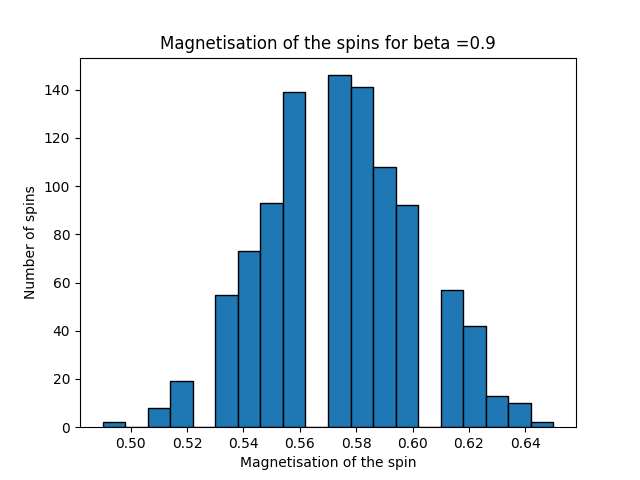 Magnetisation of the spins for beta =0.9
140
120
100
80
60
40
20
0
Number of spins
0.50 0.52 0.54 0.56 0.58 0.60 0.62 0.64
Magnetisation of the spin